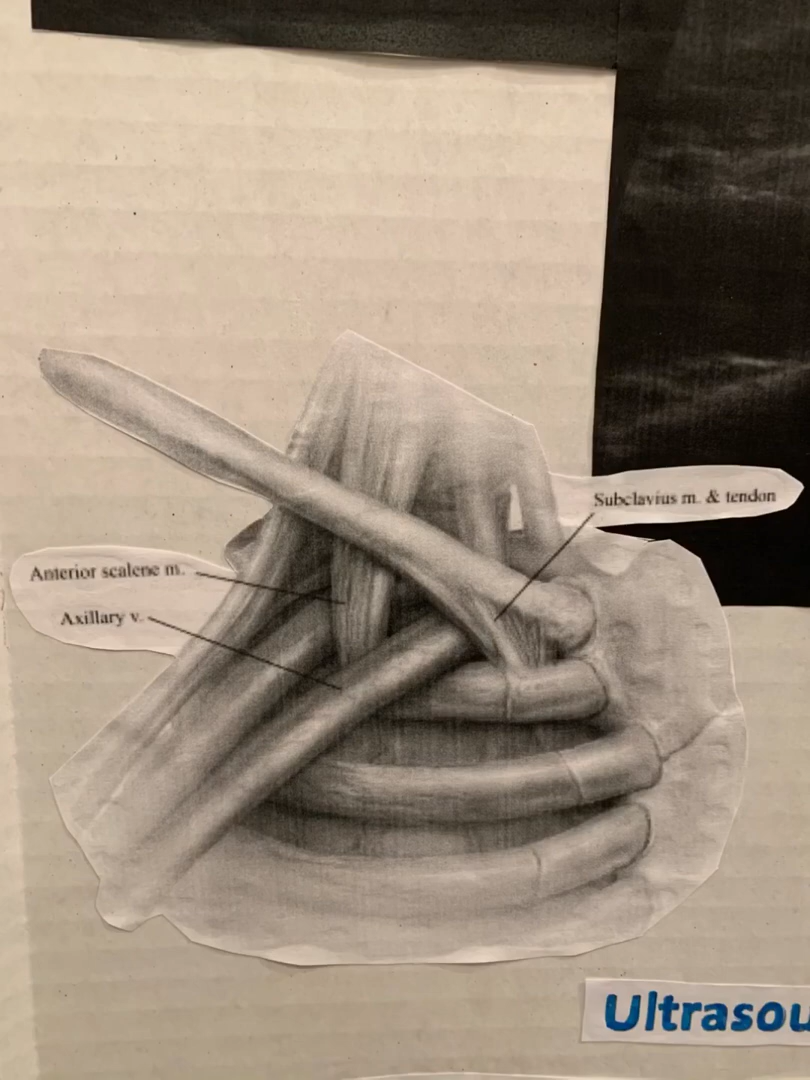 Subclavius m. & tendon
Anterior scalene m.
Axillary v.
Ultrasou